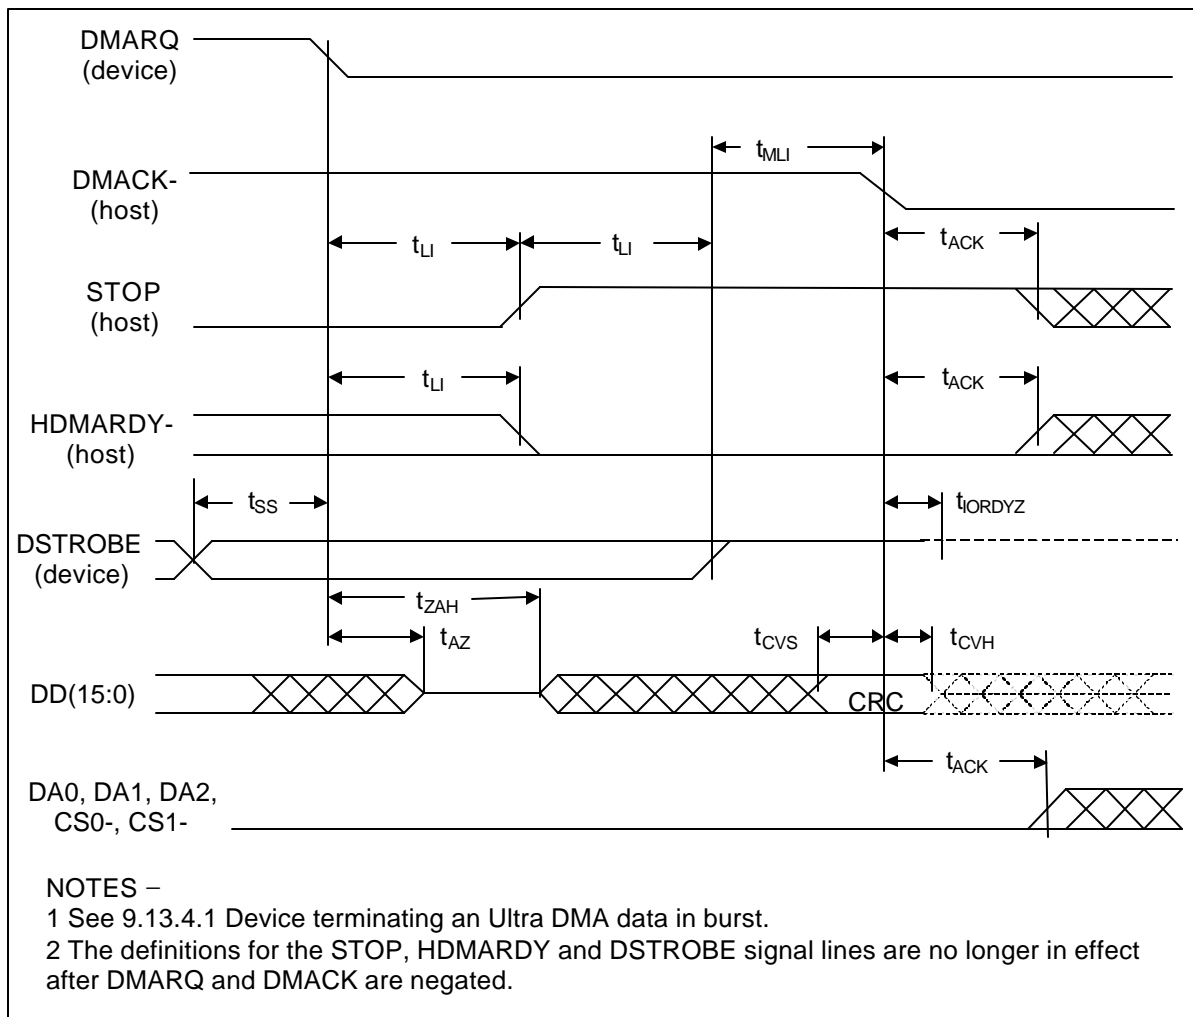 DMARQ
(device)
tMLI
DMACK-
(host)
tLI
tLI
tACK
STOP
(host)
tLI
tACK
HDMARDY-
(host)
tSS
tIORDYZ
DSTROBE
(device)
tZAH
tAZ
tCVS
tCVH
DD(15:0)
CRC
tACK
DA0, DA1, DA2,
CS0-, CS1-
NOTES –
1 See 9.13.4.1 Device terminating an Ultra DMA data in burst.
2 The definitions for the STOP, HDMARDY and DSTROBE signal lines are no longer in effect
after DMARQ and DMACK are negated.